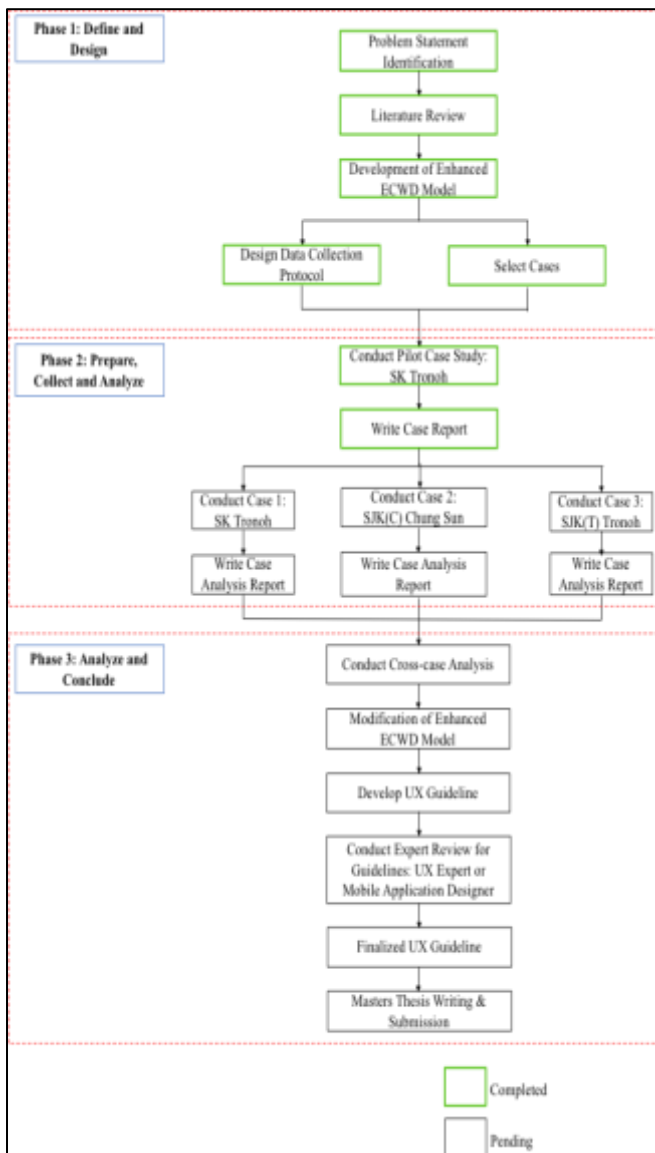 Phase 1: Define and
Design
Problem Statement
Identification
Literature Review
Development of Enhanced
ECWD Model
Design Data Collection
Protocol
Select Cases
Phase 2: Prepare,
Collect and Analyze
Conduct Pilot Case Study:
SK Tronoh
Write Case Report
Conduct Case 1:
SK Tronoh
Conduct Case 2:
SJK(C) Chung Sun
Conduct Case 3:
SJK(T) Tronoh
Write Case
Analysis Report
Write Case Analysis
Report
Write Case
Analysis Report
Phase 3: Analyze and
Conclude
Conduct Cross-case Analysis
Modification of Enhanced
ECWD Model
Develop UX Guideline
Conduct Expert Review for
Guidelines: UX Expert or
Mobile Application Designer
Finalized UX Guideline
Masters Thesis Writing &
Submission
Completed
Pending